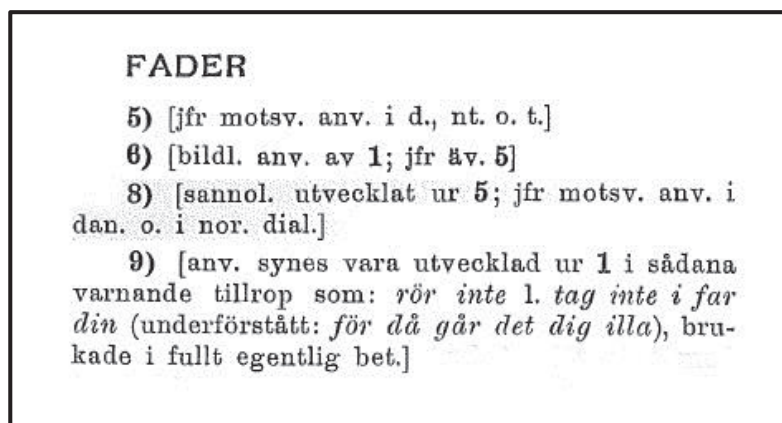 FADER
5) [jfr motsv. anv. i d., nt. o. t.]
6) [bildl. anv. av 1; jfr äv. 5]
8) [sannol. utvecklat ur 5; jfr motsv. anv. i
dan. o. i nor. dial.]
9) [anv. synes vara utvecklad ur 1 i sådana
varnande tillrop som: rör inte l. tag inte i far
din (underförstått: för då går det dig illa), bru-
kade i fullt egentlig bet.]